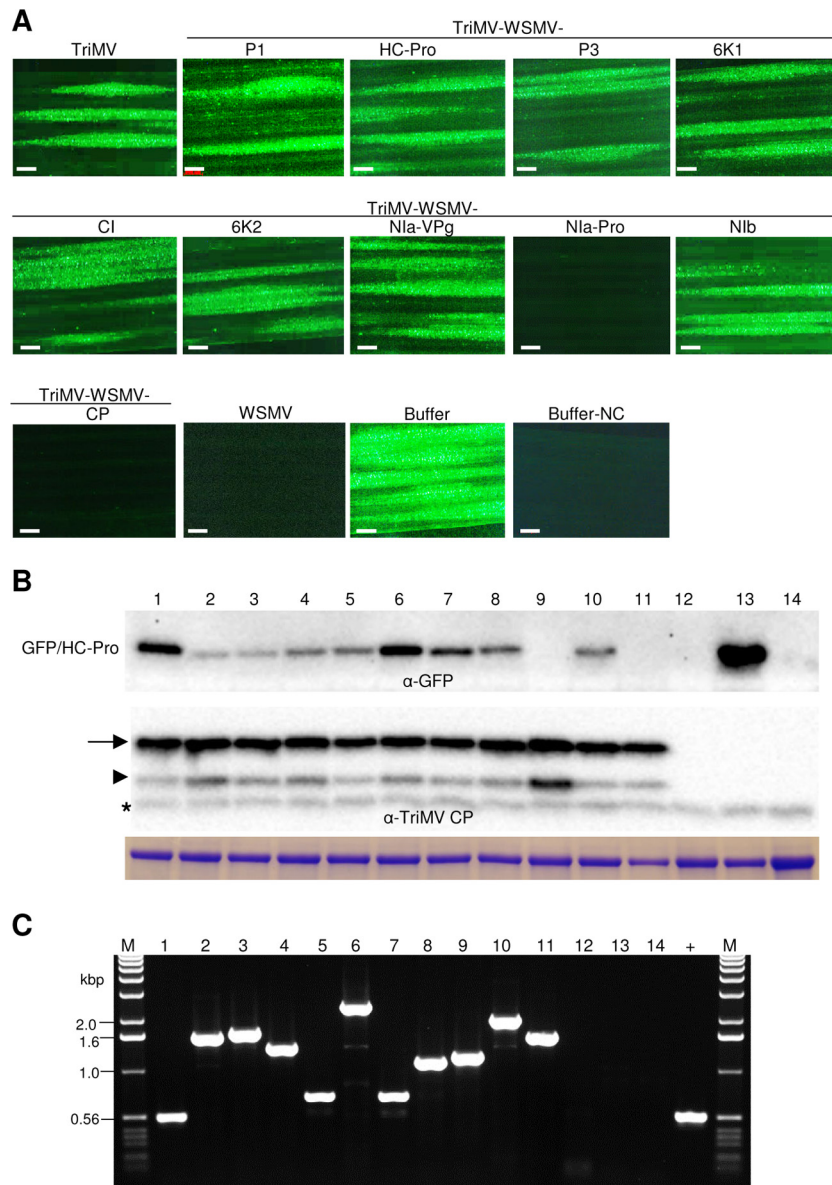 A
TriMV-WSMV-
TriMV P1 HC-Pro P3 6K1
TriMV-WSMV-
CI 6K2 NIa-VPg NIa-Pro NIb
TriMV-WSMV-
CP WSMV Buffer Buffer-NC
B
1 2 3 4 5 6 7 8 9 10 11 12 13 14
GFP/HC-Pro
α-GFP
*
α-TriMV CP
C
M 1 2 3 4 5 6 7 8 9 10 11 12 13 14 + M
kbp
2.0
1.6
1.0
0.56